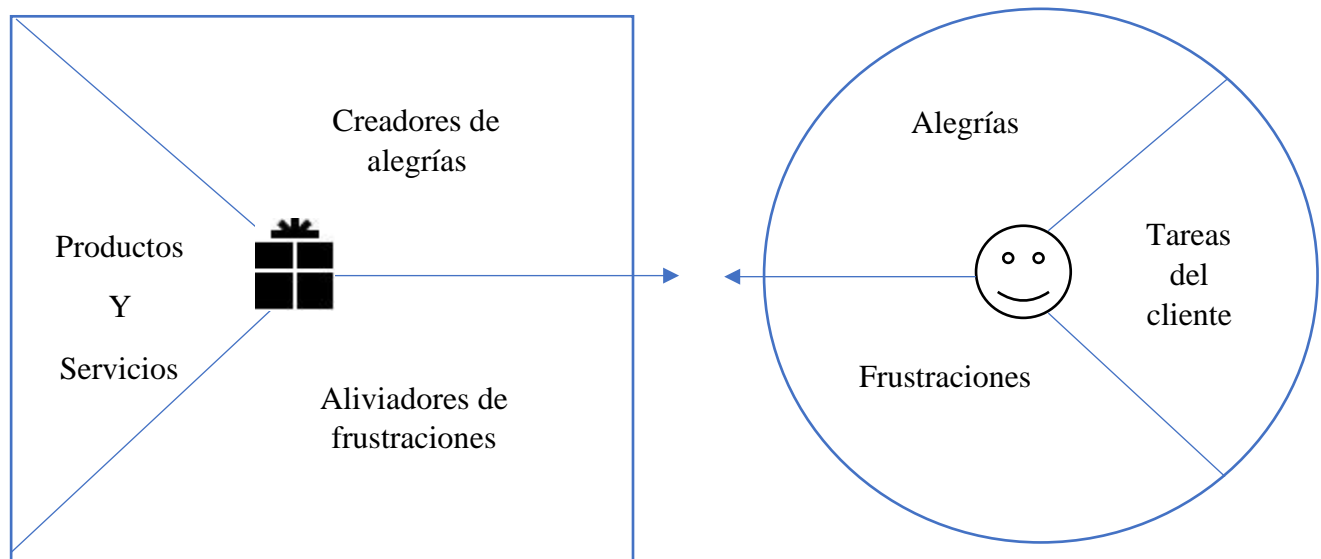 Creadores de
alegrías
Productos
Y
Servicios
Aliviadores de
frustraciones
Alegrías
Tareas
del
cliente
Frustraciones